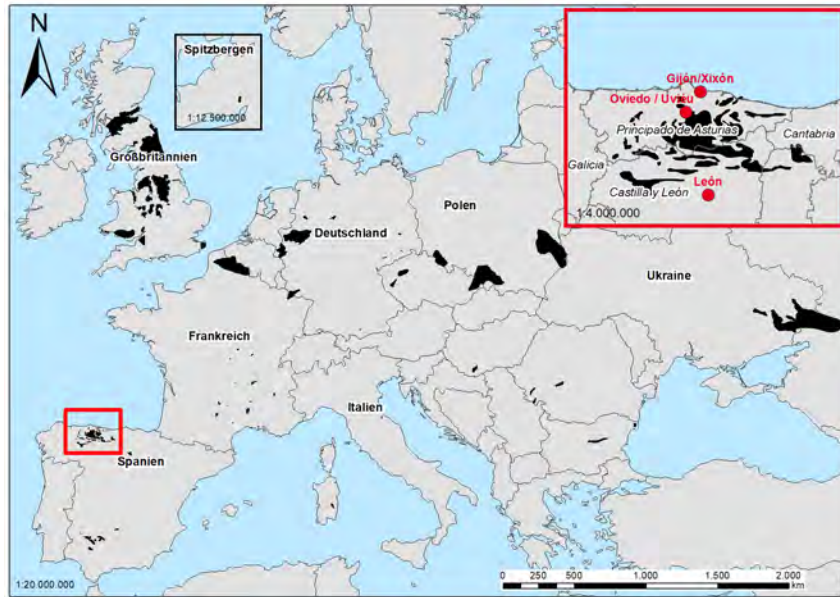 N
Spitzbergen
1:12 500.000
Großbritannien
Polen
Deutschland
Ukraine
Frankreich
Italien
Spanien
1:20 000.000
Gijón/Xixón
Oviedo / Uviéu
Principado de Asturias
Cantabria
Galicia
León
Castilla y León
1:4 000.000
0 250 500 1.000 1.500 2.000
km